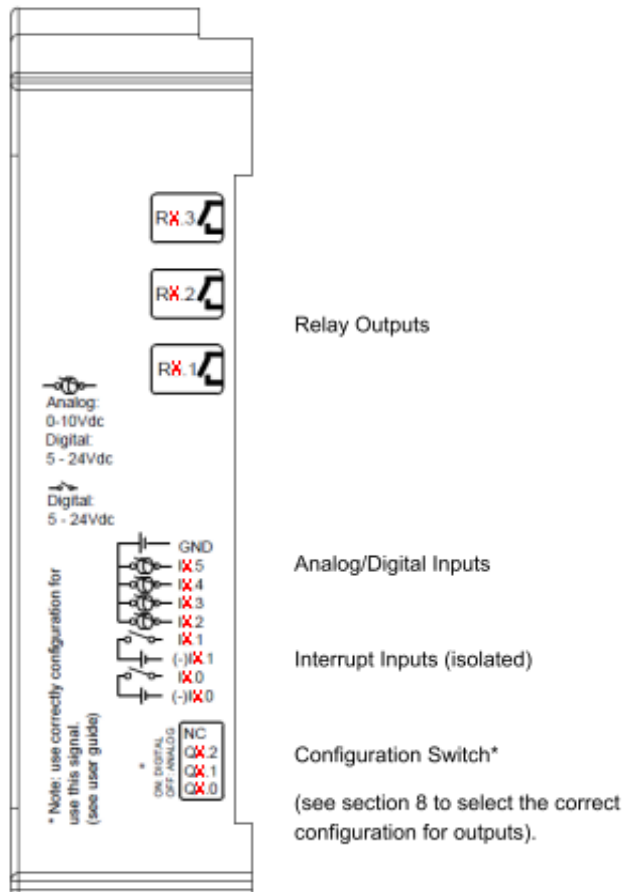 RX.3
RX.2
Relay Outputs
RX.1
Analog:
0-10Vdc
Digital:
5 - 24Vdc
Digital:
5 - 24Vdc
GND
IX.5
Analog/Digital Inputs
IX.4
IX.3
IX.2
IX.1
(-)IX.1
Interrupt Inputs (isolated)
IX.0
(-)IX.0
* Note: use correctly configuration for
use this signal.
(see user guide)
*
ON: DIGITAL
OFF: ANALOG
NC
QX.2
QX.1
QX.0
Configuration Switch*
(see section 8 to select the correct
configuration for outputs).